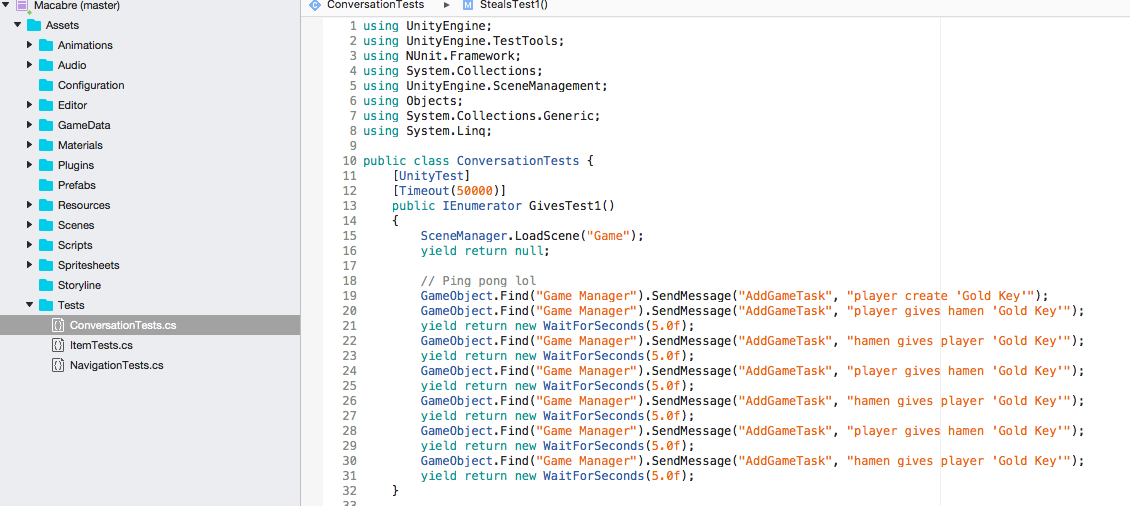 Macabre (master)
Assets
Animations
Audio
Configuration
Editor
GameData
Materials
Plugins
Prefabs
Resources
Scenes
Scripts
Spritesheets
Storyline
Tests
ConversationTests.cs
ItemTests.cs
NavigationTests.cs
ConversationTests ▸ M StealsTest1()
1 using UnityEngine;
2 using UnityEngine.TestTools;
3 using NUnit.Framework;
4 using System.Collections;
5 using UnityEngine.SceneManagement;
6 using Objects;
7 using System.Collections.Generic;
8 using System.Linq;
9
10 public class ConversationTests {
11 [UnityTest]
12 [Timeout(50000)]
13 public IEnumerator GivesTest1()
14 {
15 SceneManager.LoadScene("Game");
16 yield return null;
17
18 // Ping pong lol
19 GameObject.Find("Game Manager").SendMessage("AddGameTask", "player create 'Gold Key'");
20 GameObject.Find("Game Manager").SendMessage("AddGameTask", "player gives hamen 'Gold Key'");
21 yield return new WaitForSeconds(5.0f);
22 GameObject.Find("Game Manager").SendMessage("AddGameTask", "hamen gives player 'Gold Key'");
23 yield return new WaitForSeconds(5.0f);
24 GameObject.Find("Game Manager").SendMessage("AddGameTask", "player gives hamen 'Gold Key'");
25 yield return new WaitForSeconds(5.0f);
26 GameObject.Find("Game Manager").SendMessage("AddGameTask", "hamen gives player 'Gold Key'");
27 yield return new WaitForSeconds(5.0f);
28 GameObject.Find("Game Manager").SendMessage("AddGameTask", "player gives hamen 'Gold Key'");
29 yield return new WaitForSeconds(5.0f);
30 GameObject.Find("Game Manager").SendMessage("AddGameTask", "hamen gives player 'Gold Key'");
31 yield return new WaitForSeconds(5.0f);
32 }
33